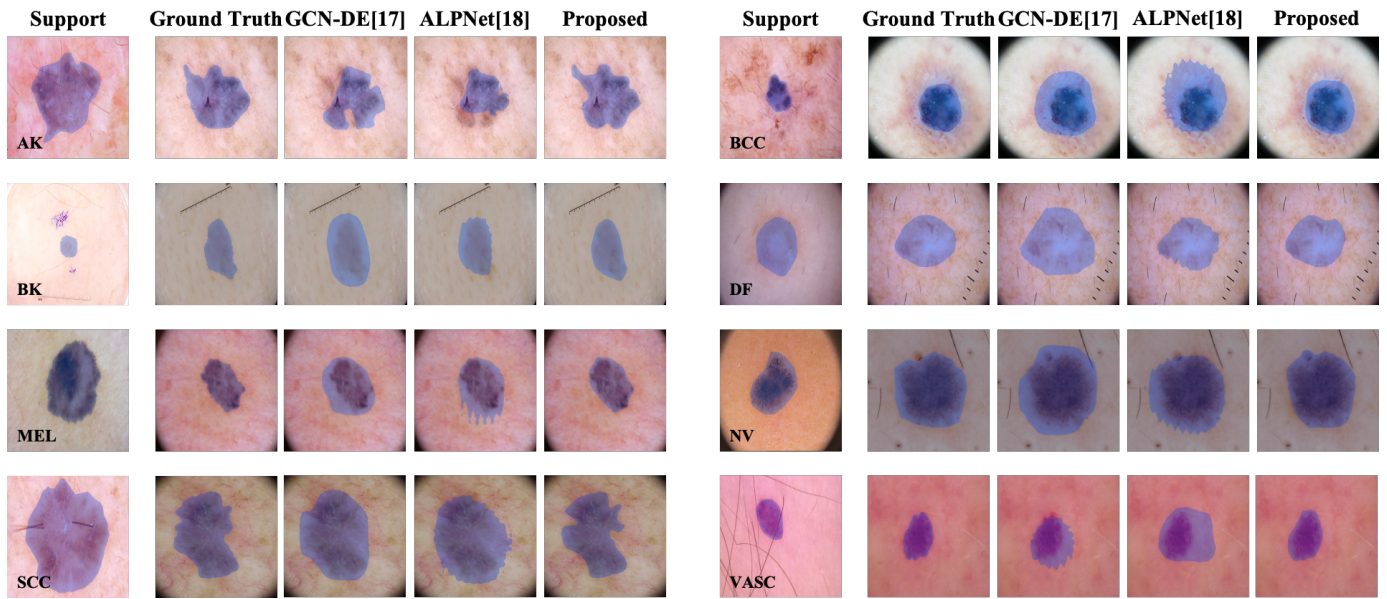 Support Ground Truth GCN-DE[17] ALPNet[18] Proposed Support Ground Truth GCN-DE[17] ALPNet[18] Proposed
AK BCC
BK DF
MEL NV
SCC VASC